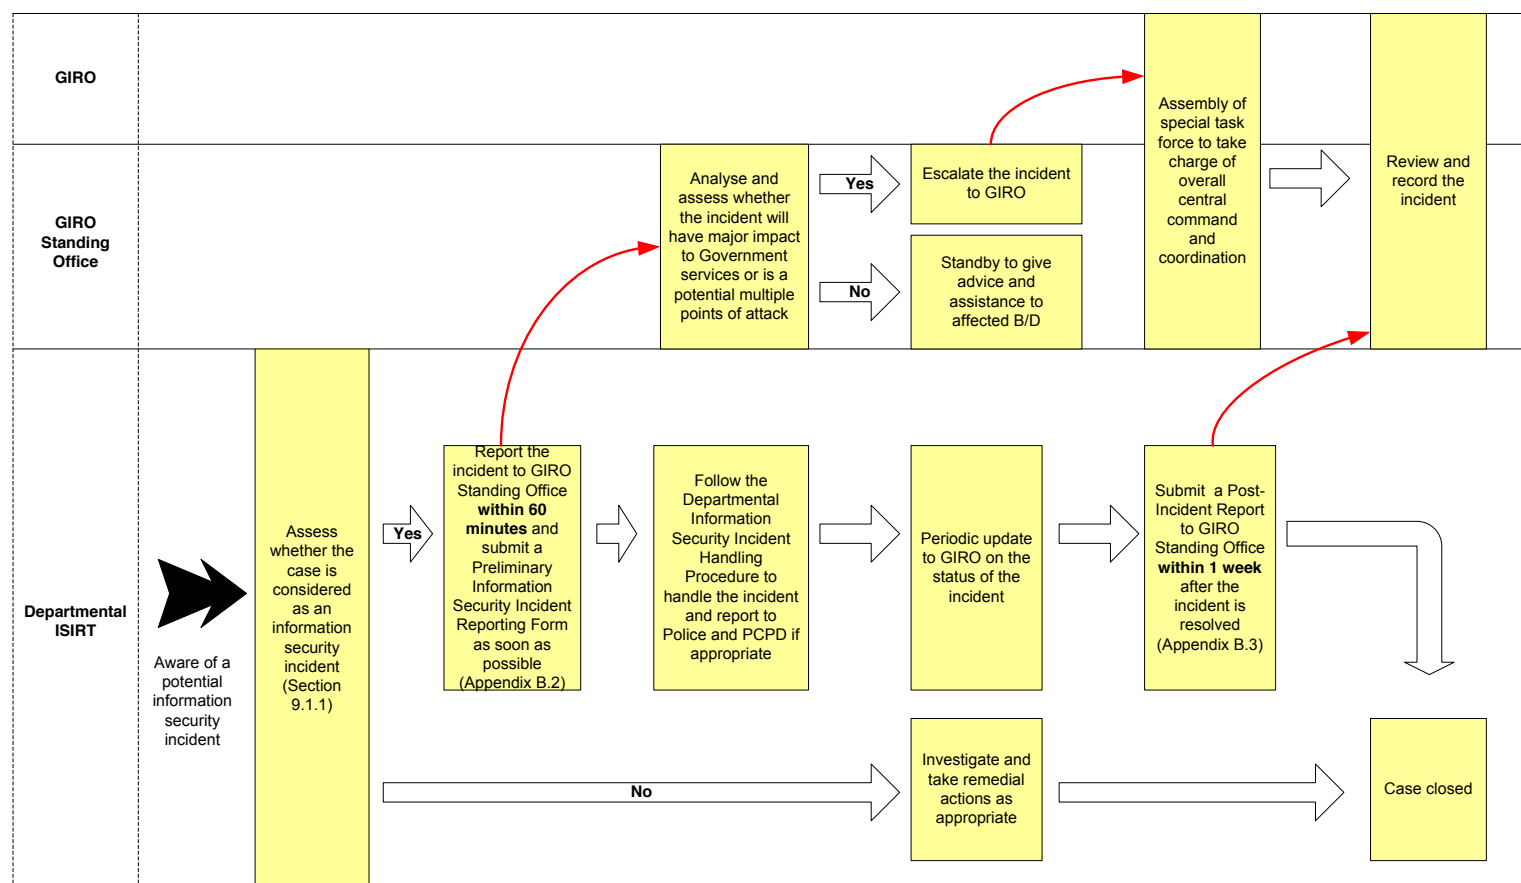 GIRO
Assembly of
special task
force to take
charge of
overall
central
command
and
coordination
Review and
record the
incident
GIRO
Standing
Office
Analyse and
assess whether
the incident will
have major impact
to Government
services or is a
potential multiple
points of attack
Yes
Escalate the incident
to GIRO
No
Standby to give
advice and
assistance to
affected B/D
Departmental
ISIRT
Aware of a
potential
information
security
incident
Assess
whether the
case is
considered
as an
information
security
incident
(Section
9.1.1)
Yes
Report the
incident to GIRO
Standing Office
within 60
minutes and
submit a
Preliminary
Information
Security Incident
Reporting Form
as soon as
possible
(Appendix B.2)
Follow the
Departmental
Information
Security Incident
Handling
Procedure to
handle the incident
and report to
Police and PCPD if
appropriate
Periodic update
to GIRO on the
status of the
incident
Submit a Post-
Incident Report
to GIRO
Standing Office
within 1 week
after the
incident is
resolved
(Appendix B.3)
No
Investigate and
take remedial
actions as
appropriate
Case closed